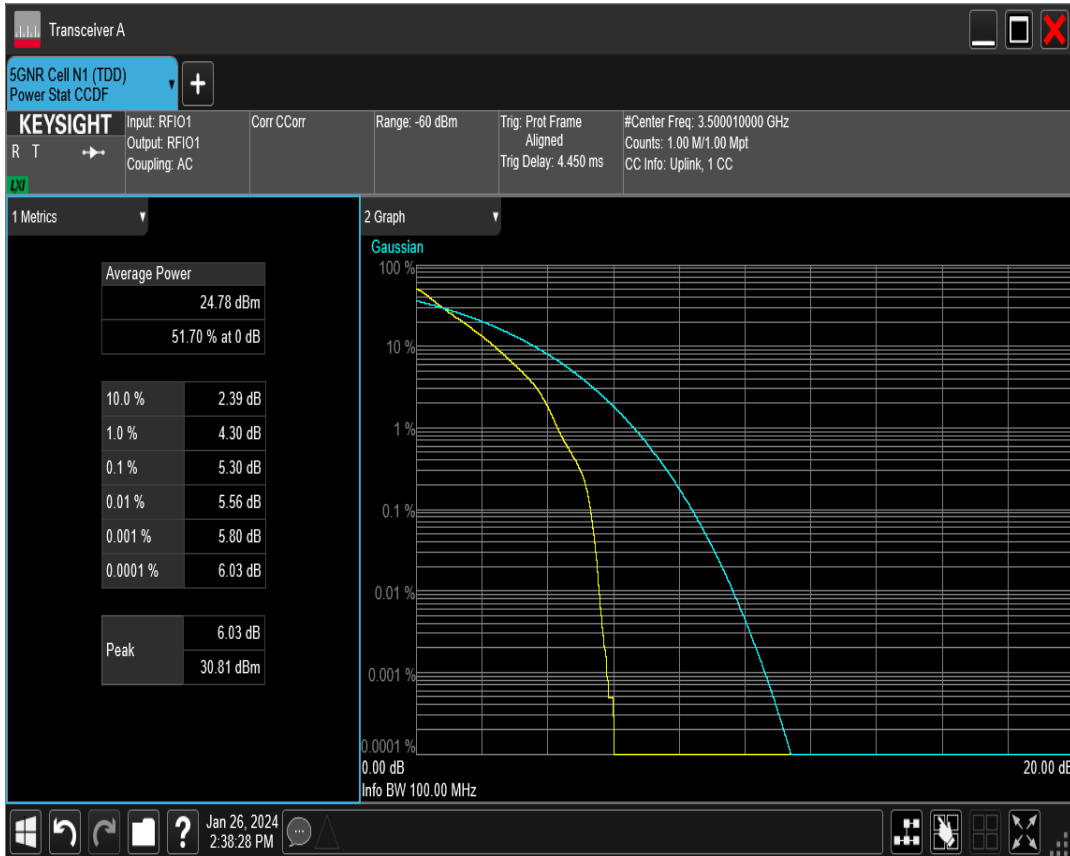 Transceiver A
5GNR Cell N1 (TDD)
Power Stat CCDF
+
KEYSIGHT
R T
LXI
Input: RFIO1
Output: RFIO1
Coupling: AC
Corr CCorr
Range: -60 dBm
Trig: Prot Frame
Aligned
Trig Delay: 4.450 ms
#Center Freq: 3.500010000 GHz
Counts: 1.00 M/1.00 Mpt
CC Info: Uplink, 1 CC
1 Metrics
Average Power
24.78 dBm
51.70 % at 0 dB
10.0 % 2.39 dB
1.0 % 4.30 dB
0.1 % 5.30 dB
0.01 % 5.56 dB
0.001 % 5.80 dB
0.0001 % 6.03 dB
Peak
6.03 dB
30.81 dBm
2 Graph
Gaussian
100 %
10 %
1 %
0.1 %
0.01 %
0.001 %
0.0001 %
0.00 dB 20.00 dB
Info BW 100.00 MHz
?
Jan 26, 2024
2:38:28 PM